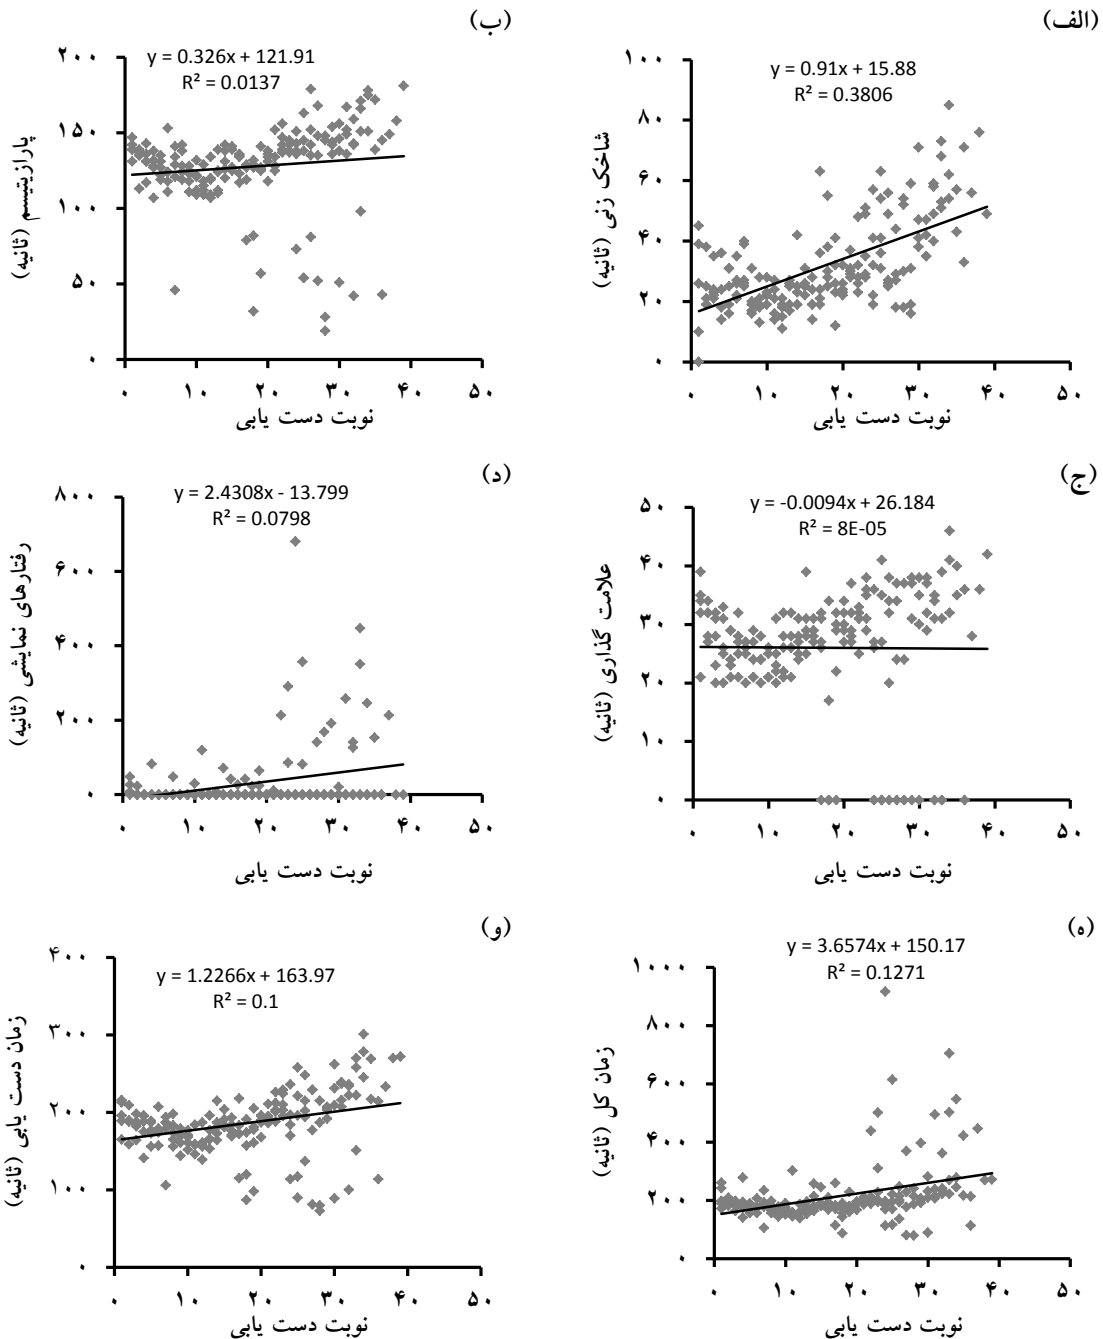 (الف)
y = 0.91x + 15.88
R² = 0.3806
شاخک زنی (ثانیه)
۱۰۰
۸۰
۶۰
۴۰
۲۰
۰
۰ ۱۰ ۲۰ ۳۰ ۴۰ ۵۰
نوبت دست یابی
(ب)
y = 0.326x + 121.91
R² = 0.0137
پارازیتیسم (ثانیه)
۲۰۰
۱۵۰
۱۰۰
۵۰
۰
۰ ۱۰ ۲۰ ۳۰ ۴۰ ۵۰
نوبت دست یابی
(ج)
y = -0.0094x + 26.184
R² = 8E-05
علامت گذاری (ثانیه)
۵۰
۴۰
۳۰
۲۰
۱۰
۰
۰ ۱۰ ۲۰ ۳۰ ۴۰ ۵۰
نوبت دست یابی
(د)
y = 2.4308x - 13.799
R² = 0.0798
رفتارهای نمایشی (ثانیه)
۸۰۰
۶۰۰
۴۰۰
۲۰۰
۰
۰ ۱۰ ۲۰ ۳۰ ۴۰ ۵۰
نوبت دست یابی
(ه)
y = 3.6574x + 150.17
R² = 0.1271
زمان کل (ثانیه)
۱۰۰۰
۸۰۰
۶۰۰
۴۰۰
۲۰۰
۰
۰ ۱۰ ۲۰ ۳۰ ۴۰ ۵۰
نوبت دست یابی
(و)
y = 1.2266x + 163.97
R² = 0.1
زمان دست یابی (ثانیه)
۴۰۰
۳۰۰
۲۰۰
۱۰۰
۰
۰ ۱۰ ۲۰ ۳۰ ۴۰ ۵۰
نوبت دست یابی